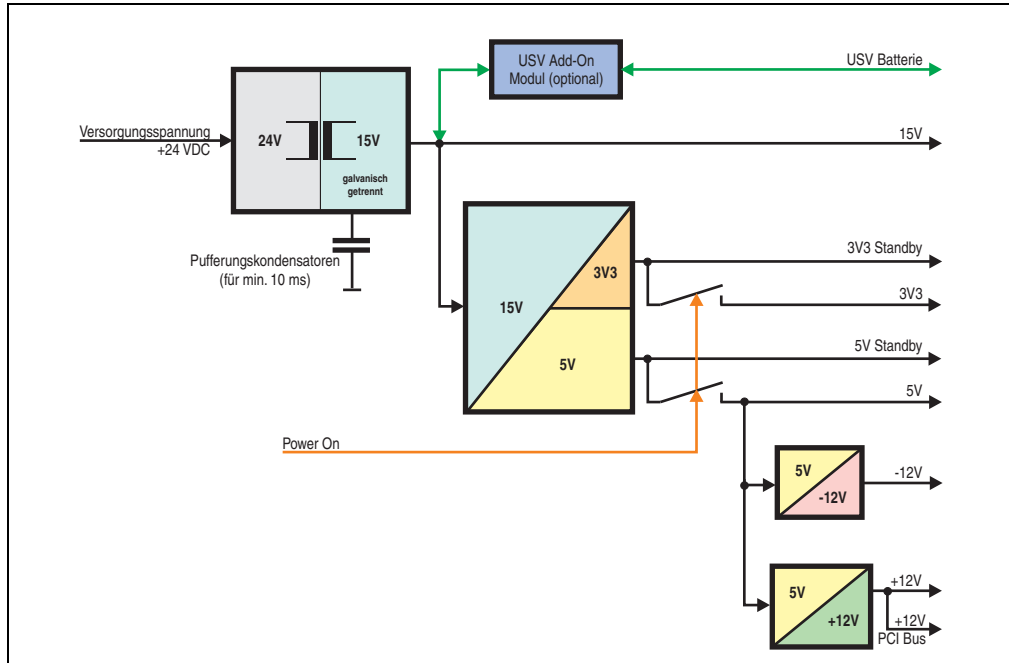 USV Add-On
Modul (optional)
USV Batterie
Versorgungsspannung
+24 VDC
24V
15V
galvanisch
getrennt
15V
Pufferungskondensatoren
(für min. 10 ms)
15V
3V3
5V
3V3 Standby
3V3
5V Standby
5V
Power On
5V
-12V
-12V
5V
+12V
+12V
+12V
PCI Bus